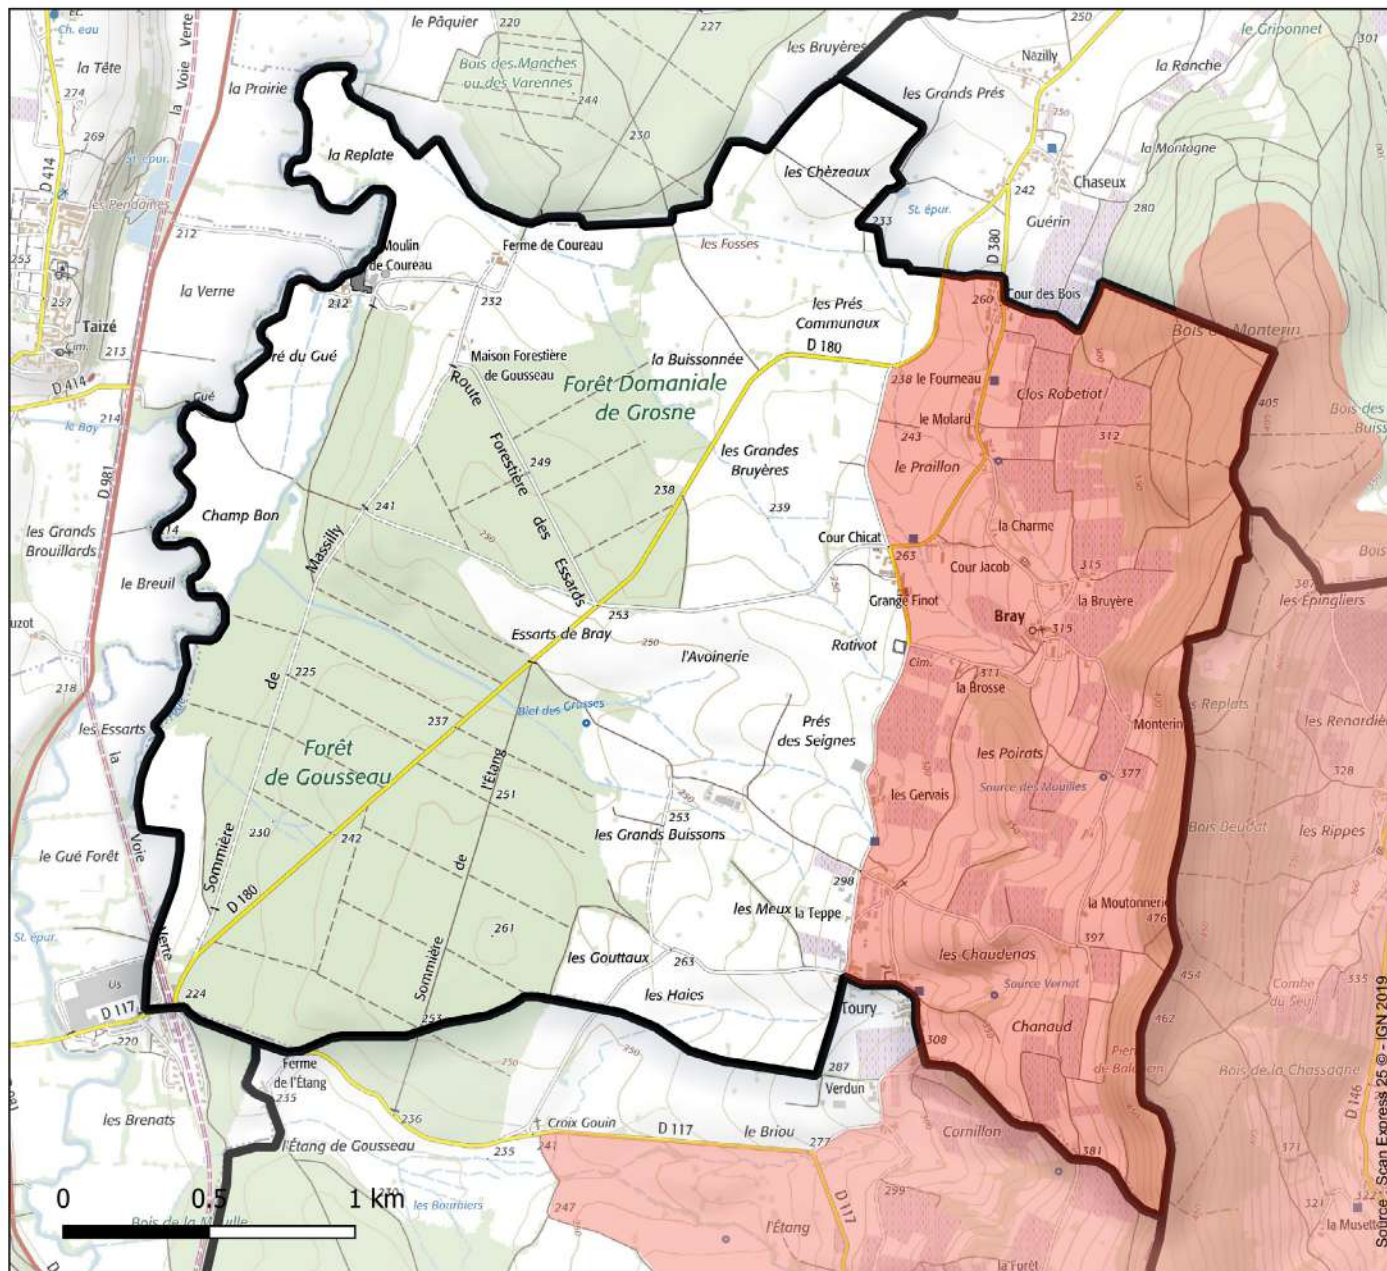 Ch. eau
la Tête
274
269
D 414
les Pendaines
St. épur.
la Voie Verte
la Prairie
le Pâquier
220
227
Bois des Manches
ou des Varennes
244
230
les Bruyères
250
Nazilly
la Ranche
le Griponnet
301
les Grands Prés
la Montagne
Chaseux
242
St. épur.
Guérin
280
D 380
la Replate
les Chèzeaux
233
253
257
212
Moulin
de Coureau
Ferme de Coureau
les Fosses
la Verne
212
232
Taizé
Cim.
213
260
Cour des Bois
les Prés
Communaux
Bois de Monterin
D 180
ré du Gué
Maison Forestière
de Gousseau
la Buissonnée
D 414
214
Gué
le Bay
Forêt Domaniale
de Grosne
238 le Fourneau
Clos Robetiot
405
Bois des
le Molard
312
243
le Praillon
Route
Forestière
des
Essards
249
les Grandes
Bruyères
238
239
D 981
241
Champ Bon
les Grands
Brouillards
la Charme
Cour Chicat
263
250
250
Massilly
le Breuil
Cour Jacob
315
la Bruyère
387
les Épingliers
Grange Finot
253
Bray
315
uzot
Essarts de Bray
250
Rativot
l'Avoinerie
Cim.
311
la Brosse
218
de
225
les Essarts
la
Bief des Grosses
237
Prés
des Seignes
Monterin
les Replats
les Renardiè
les Poirats
377
Source des Mouilles
328
Forêt
de Gousseau
l'Étang
251
250
253
les Gervais
Bois Beudot
les Rippes
230
242
les Grands Buissons
le Gué Forêt
Voie
Sommière
de
D 180
298
les Meux
la Teppe
la Moutonnerie
476
397
St. épur.
Verte
261
les Chaudenas
Source Vernat
454
335
Combe
du Seuil
Us
les Gouttaux
263
Sommière
les Haies
224
D 117
220
253
Toury
308
Chanaud
462
250
250
287
Verdun
Bois de la Chassagne
Ferme
de l'Étang
235
236
les Brenats
Croix Gouin
D 117
le Briou
277
235
241
Cornillon
381
371
D 146
l'Étang de Gousseau
299
0
0.5
1 km
les Bourbiers
247
l'Étang
D 117
321
322
la Musette
la Forêt
Source : Scan Express 25 © - IGN 2019